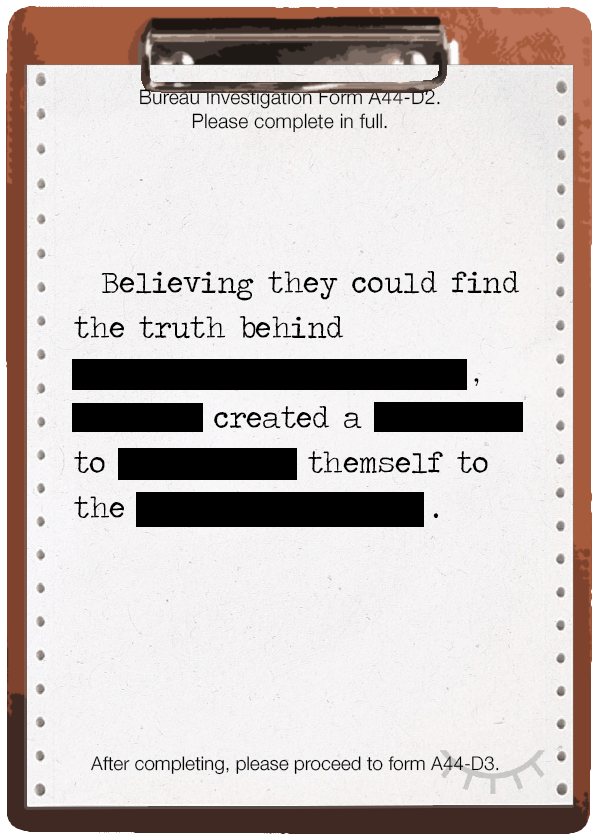 Bureau Investigation Form A44-D2.
Please complete in full.
Believing they could find
the truth behind
,
created a
to themself to
the .
After completing, please proceed to form A44-D3.